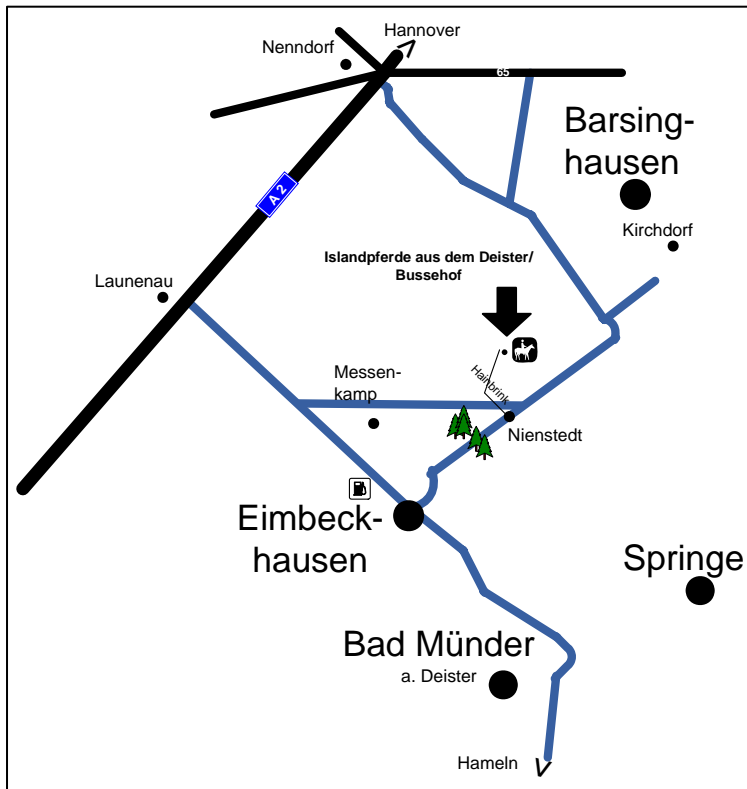 Hannover
Nenndorf
65
Barsing-
hausen
A 2
Kirchdorf
Islandpferde aus dem Deister/
Bussehof
Launenau
Messen-
kamp
Hainbrink
Nienstedt
Eimbeck-
hausen
Springe
Bad Münder
a. Deister
Hameln